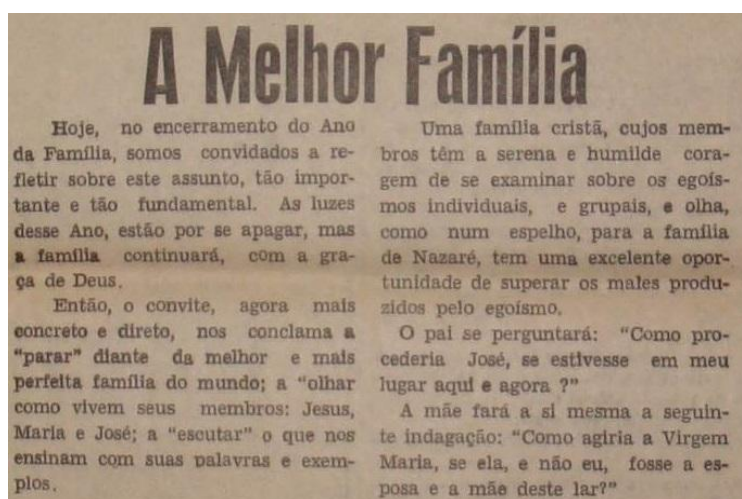 A Melhor Família
Hoje, no encerramento do Ano
da Família, somos convidados a re-
fletir sobre este assunto, tão impor-
tante e tão fundamental. As luzes
desse Ano, estão por se apagar, mas
a família continuará, com a gra-
ça de Deus.
Então, o convite, agora mais
concreto e direto, nos conclama a
"parar" diante da melhor e mais
perfeita família do mundo; a "olhar
como vivem seus membros: Jesus,
Maria e José; a "escutar" o que nos
ensinam com suas palavras e exem-
plos.
Uma família cristã, cujos mem-
bros têm a serena e humilde cora-
gem de se examinar sobre os egoís-
mos individuais, e grupais, e olha,
como num espelho, para a família
de Nazaré, tem uma excelente opor-
tunidade de superar os males produ-
zidos pelo egoísmo.
O pai se perguntará: "Como pro-
cederia José, se estivesse em meu
lugar aqui e agora ?"
A mãe fará a si mesma a seguin-
te indagação: "Como agiria a Virgem
Maria, se ela, e não eu, fosse a es-
posa e a mãe deste lar?"